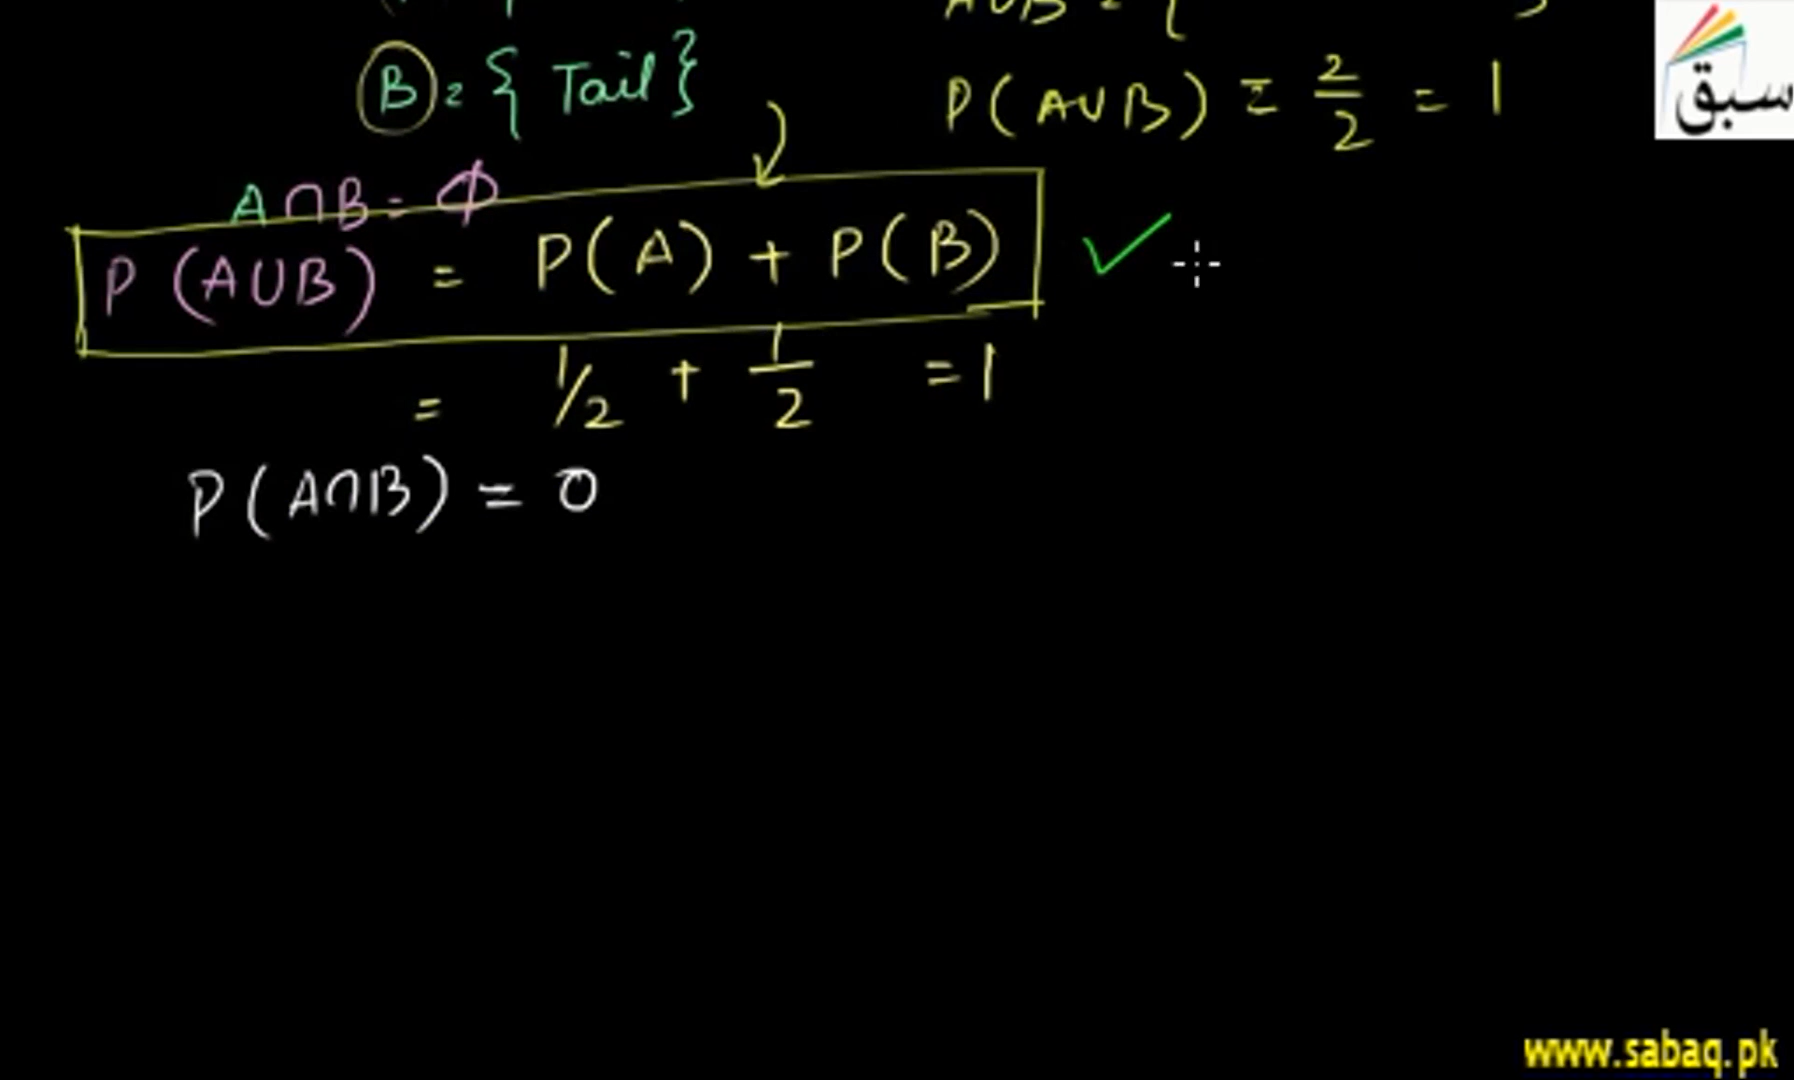 A∪B = {
B = { Tail }
P(A∪B) = 2/2 = 1
سبق
A∩B = Φ
P (A∪B) = P(A) + P(B) ✓
= 1/2 + 1/2 = 1
P(A∩B) = 0
www.sabaq.pk